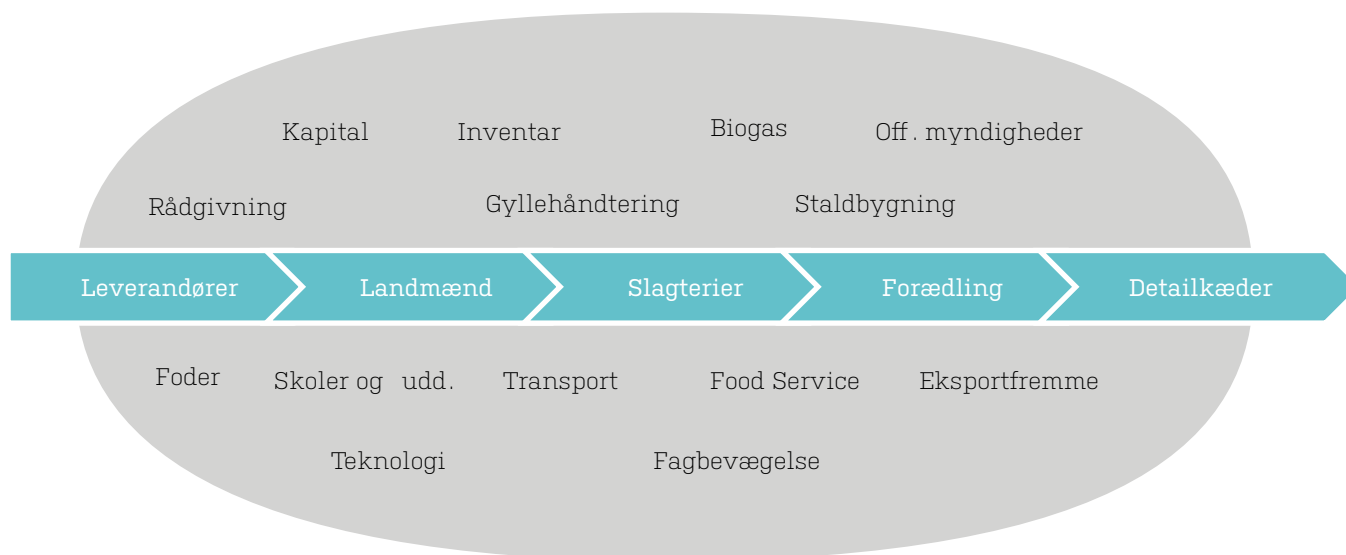 Kapital Inventar Biogas Off. myndigheder
Rådgivning Gyllehåndtering Staldbygning
Leverandører Landmænd Slagterier Forædling Detailkæder
Foder Skoler og udd. Transport Food Service Eksportfremme
Teknologi Fagbevægelse